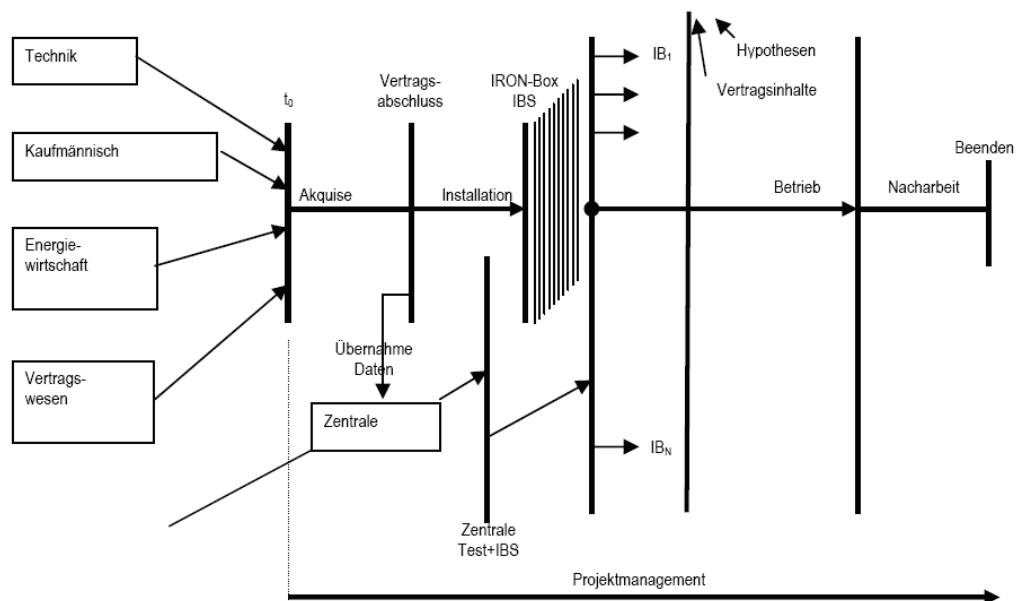 Technik
Kaufmännisch
Energie-
wirtschaft
Vertrags-
wesen
t0
Akquise
Vertrags-
abschluss
Installation
IRON-Box
IBS
IB1
Hypothesen
Vertragsinhalte
Betrieb
Nacharbeit
Beenden
Übernahme
Daten
Zentrale
Zentrale
Test+IBS
IBN
Projektmanagement